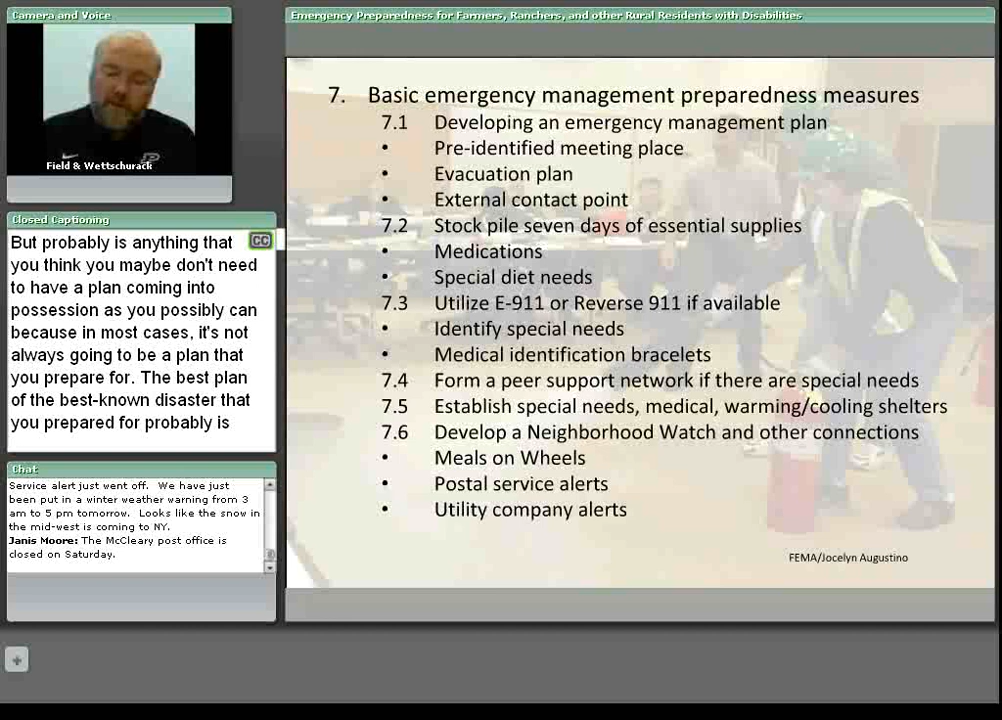 Camera and Voice
Field & Wettschurack
Closed Captioning
CC
But probably is anything that
you think you maybe don't need
to have a plan coming into
possession as you possibly can
because in most cases, it's not
always going to be a plan that
you prepare for. The best plan
of the best-known disaster that
you prepared for probably is
Chat
Service alert just went off. We have just
been put in a winter weather warning from 3
am to 5 pm tomorrow. Looks like the snow in
the mid-west is coming to NY.
Janis Moore: The McCleary post office is
closed on Saturday.
Emergency Preparedness for Farmers, Ranchers, and other Rural Residents with Disabilities
7. Basic emergency management preparedness measures
7.1 Developing an emergency management plan
• Pre-identified meeting place
• Evacuation plan
• External contact point
7.2 Stock pile seven days of essential supplies
• Medications
• Special diet needs
7.3 Utilize E-911 or Reverse 911 if available
• Identify special needs
• Medical identification bracelets
7.4 Form a peer support network if there are special needs
7.5 Establish special needs, medical, warming/cooling shelters
7.6 Develop a Neighborhood Watch and other connections
• Meals on Wheels
• Postal service alerts
• Utility company alerts
FEMA/Jocelyn Augustino